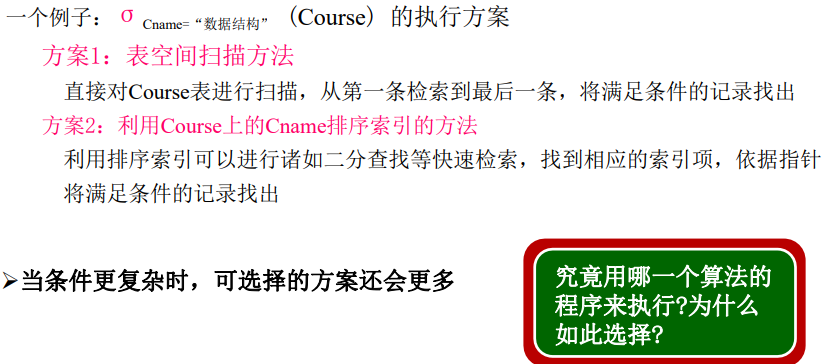 一个例子：σ Cname=“数据结构” (Course) 的执行方案
方案1：表空间扫描方法
直接对Course表进行扫描，从第一条检索到最后一条，将满足条件的记录找出
方案2：利用Course上的Cname排序索引的方法
利用排序索引可以进行诸如二分查找等快速检索，找到相应的索引项，依据指针
将满足条件的记录找出
➢当条件更复杂时，可选择的方案还会更多
究竟用哪一个算法的
程序来执行?为什么
如此选择?